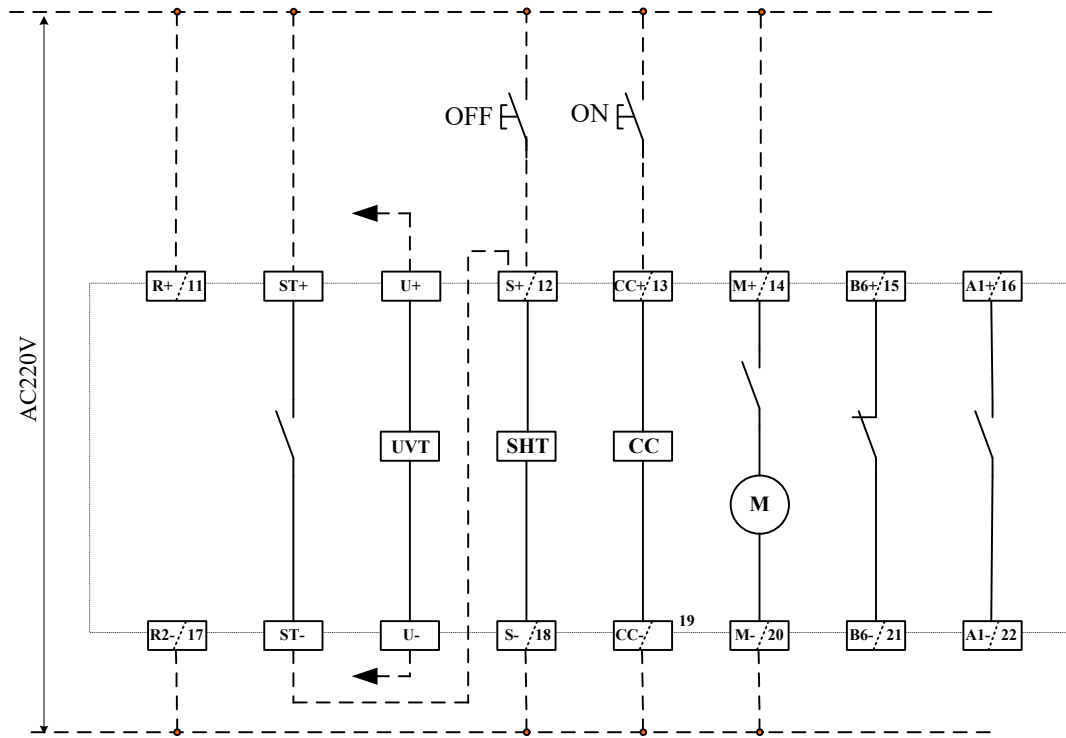 OFF
ON
R+ 11
ST+
U+
S+ 12
CC+ 13
M+ 14
B6+ 15
A1+ 16
AC220V
UVT
SHT
CC
M
R2- 17
ST-
U-
S- 18
CC-
19
M- 20
B6- 21
A1- 22